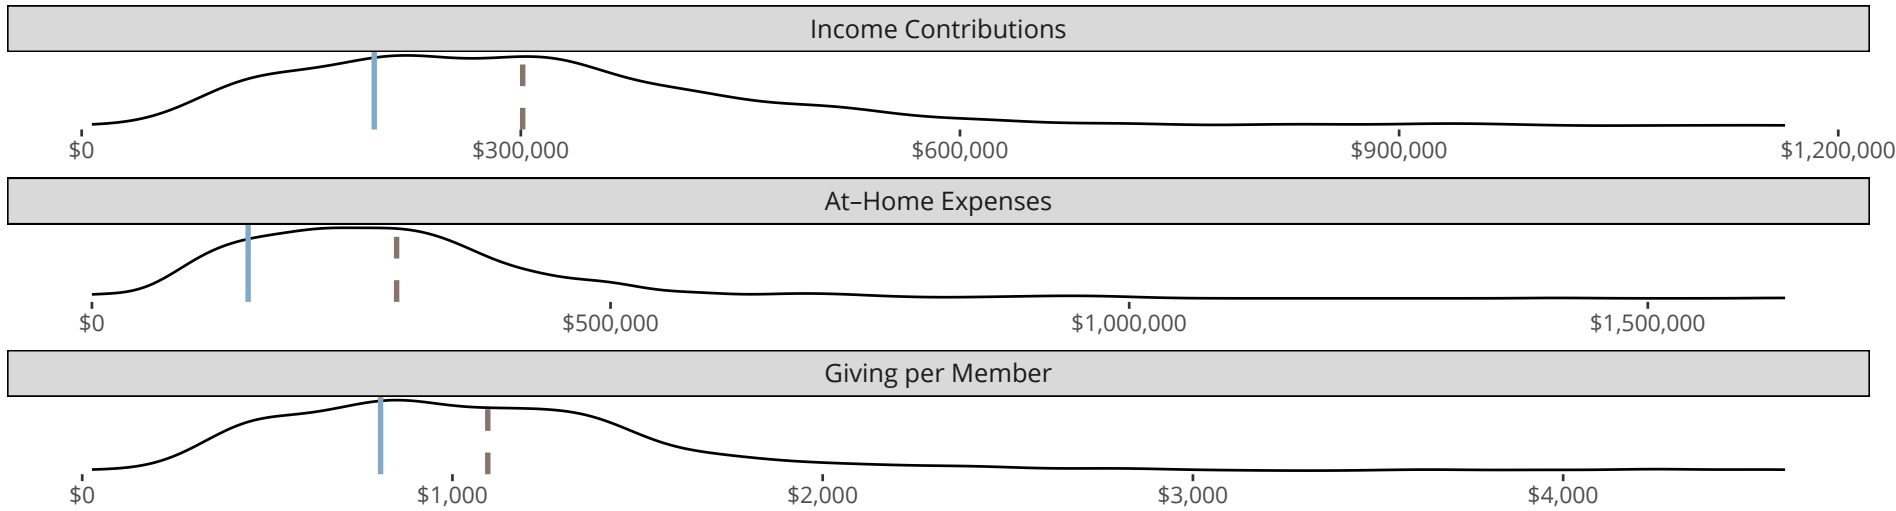 Income Contributions
$0 $300,000 $600,000 $900,000 $1,200,000
At–Home Expenses
$0 $500,000 $1,000,000 $1,500,000
Giving per Member
$0 $1,000 $2,000 $3,000 $4,000